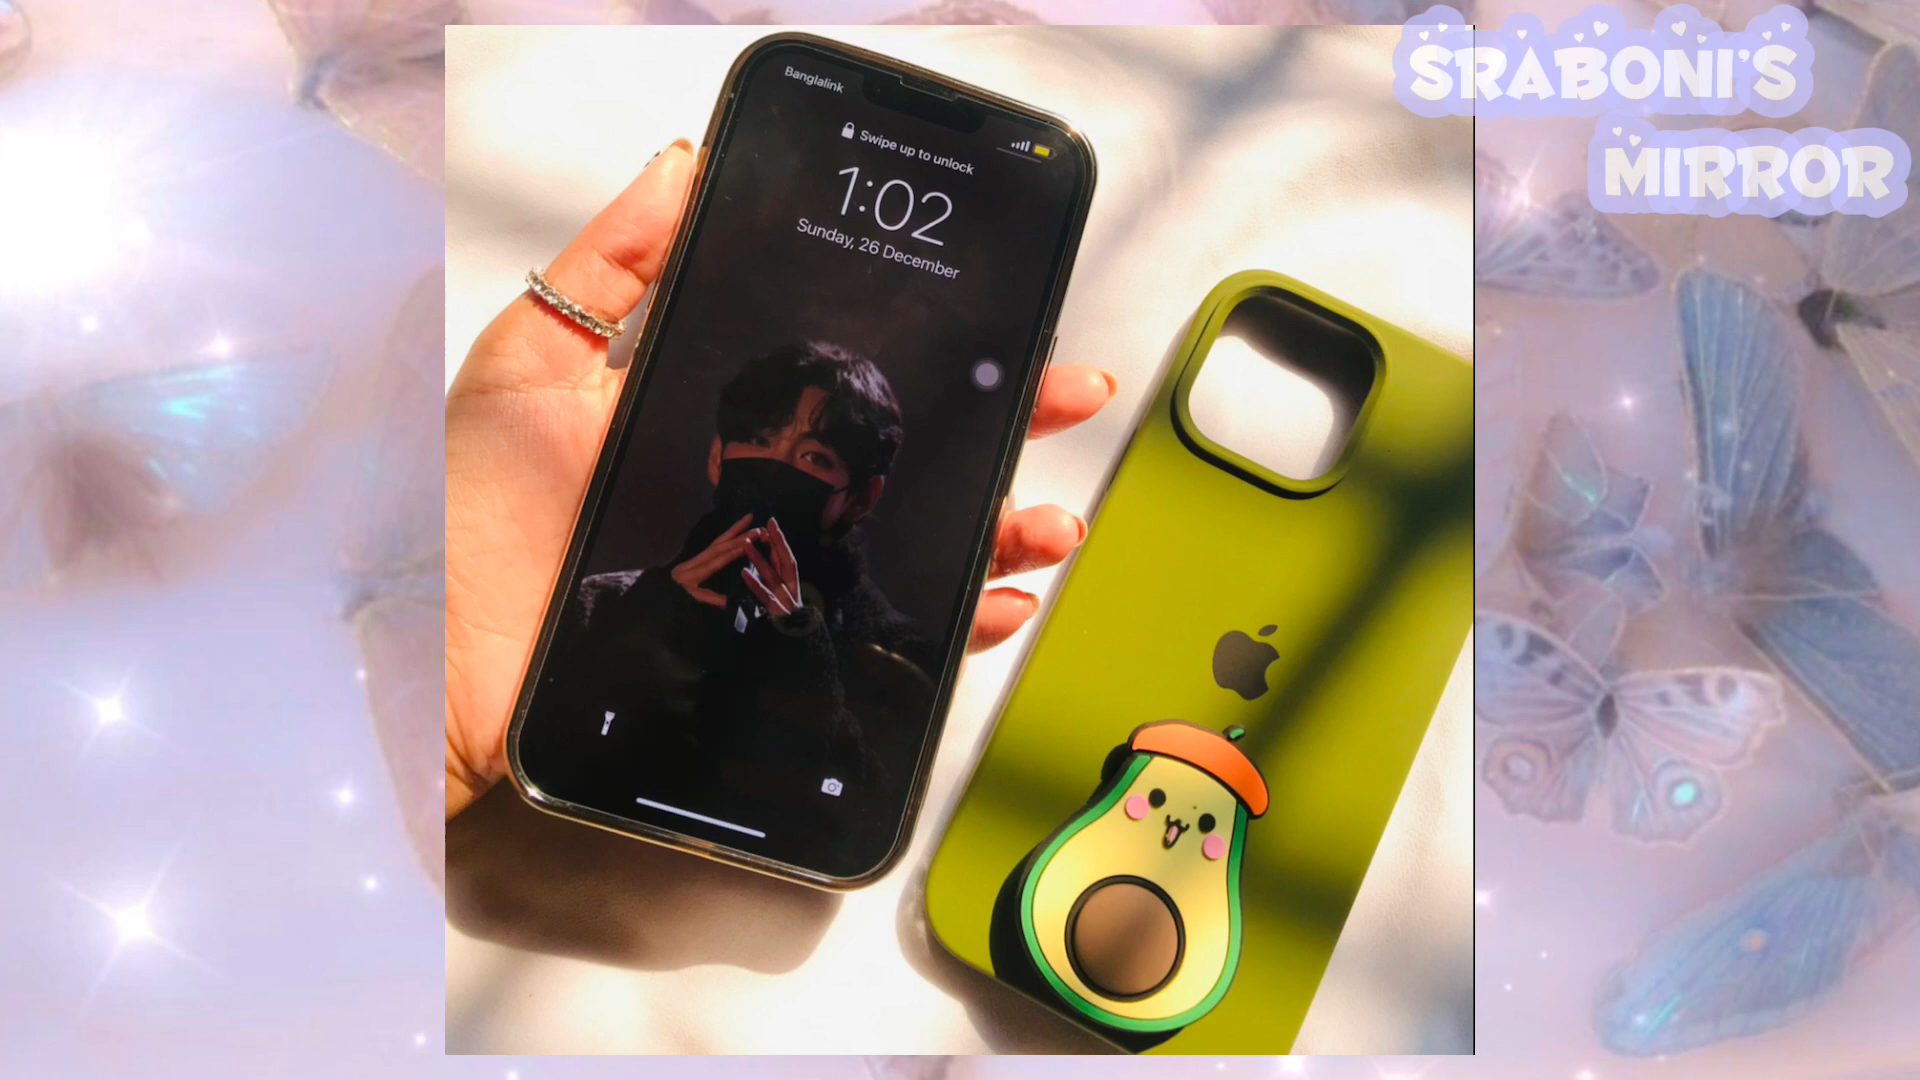 SRABONI'S
MIRROR
Banglalink
Swipe up to unlock
1:02
Sunday, 26 December